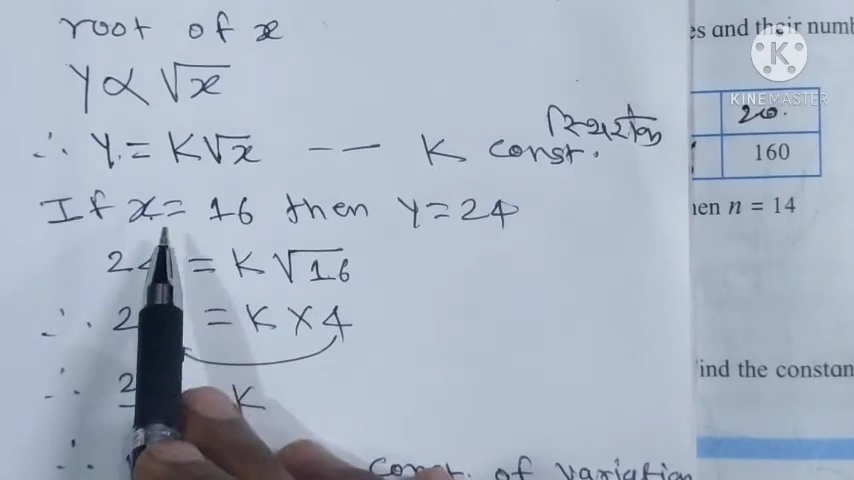 root of x
Y ∝ √x
∴ Y = K√x -- K const.
If x = 16 then Y = 24
24 = K √16
∴ 2 = K × 4
∴ 2 K
∴ const. of variation
es and their numb
KINEMASTER
20.
160
hen n = 14
ind the constan